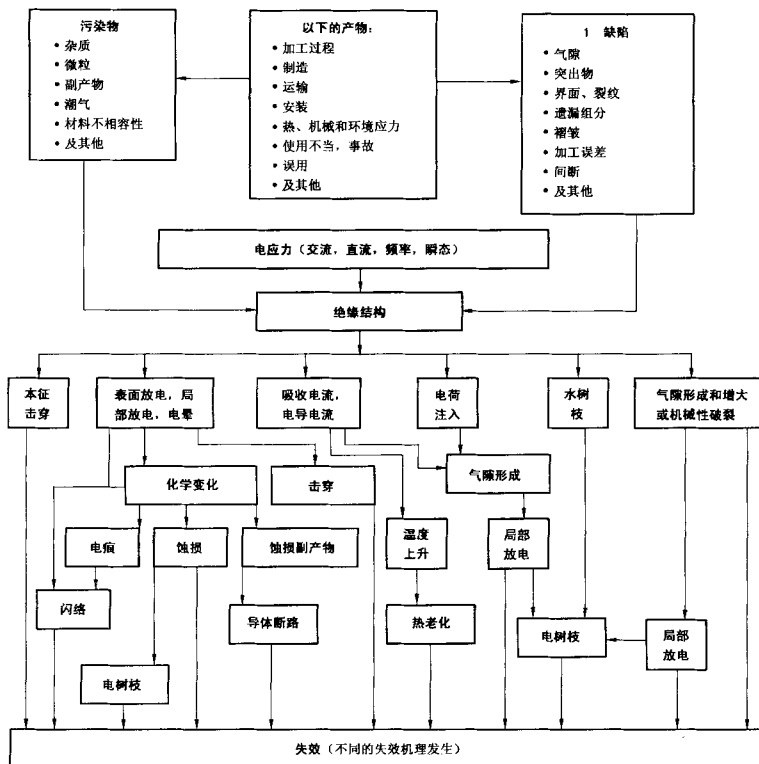 污染物
• 杂质
• 微粒
• 副产物
• 潮气
• 材料不相容性
• 及其他
以下的产物:
• 加工过程
• 制造
• 运输
• 安装
• 热、机械和环境应力
• 使用不当，事故
• 误用
• 及其他
1 缺陷
• 气隙
• 突出物
• 界面、裂纹
• 遗漏组分
• 褶皱
• 加工误差
• 间断
• 及其他
电应力（交流，直流，频率，瞬态）
绝缘结构
本征
击穿
表面放电，局
部放电，电晕
吸收电流，
电导电流
电荷
注入
水树
枝
气隙形成和增大
或机械性破裂
化学变化
击穿
气隙形成
电痕
蚀损
蚀损副产物
温度
上升
局部
放电
闪络
导体断路
热老化
电树枝
局部
放电
电树枝
失效（不同的失效机理发生）